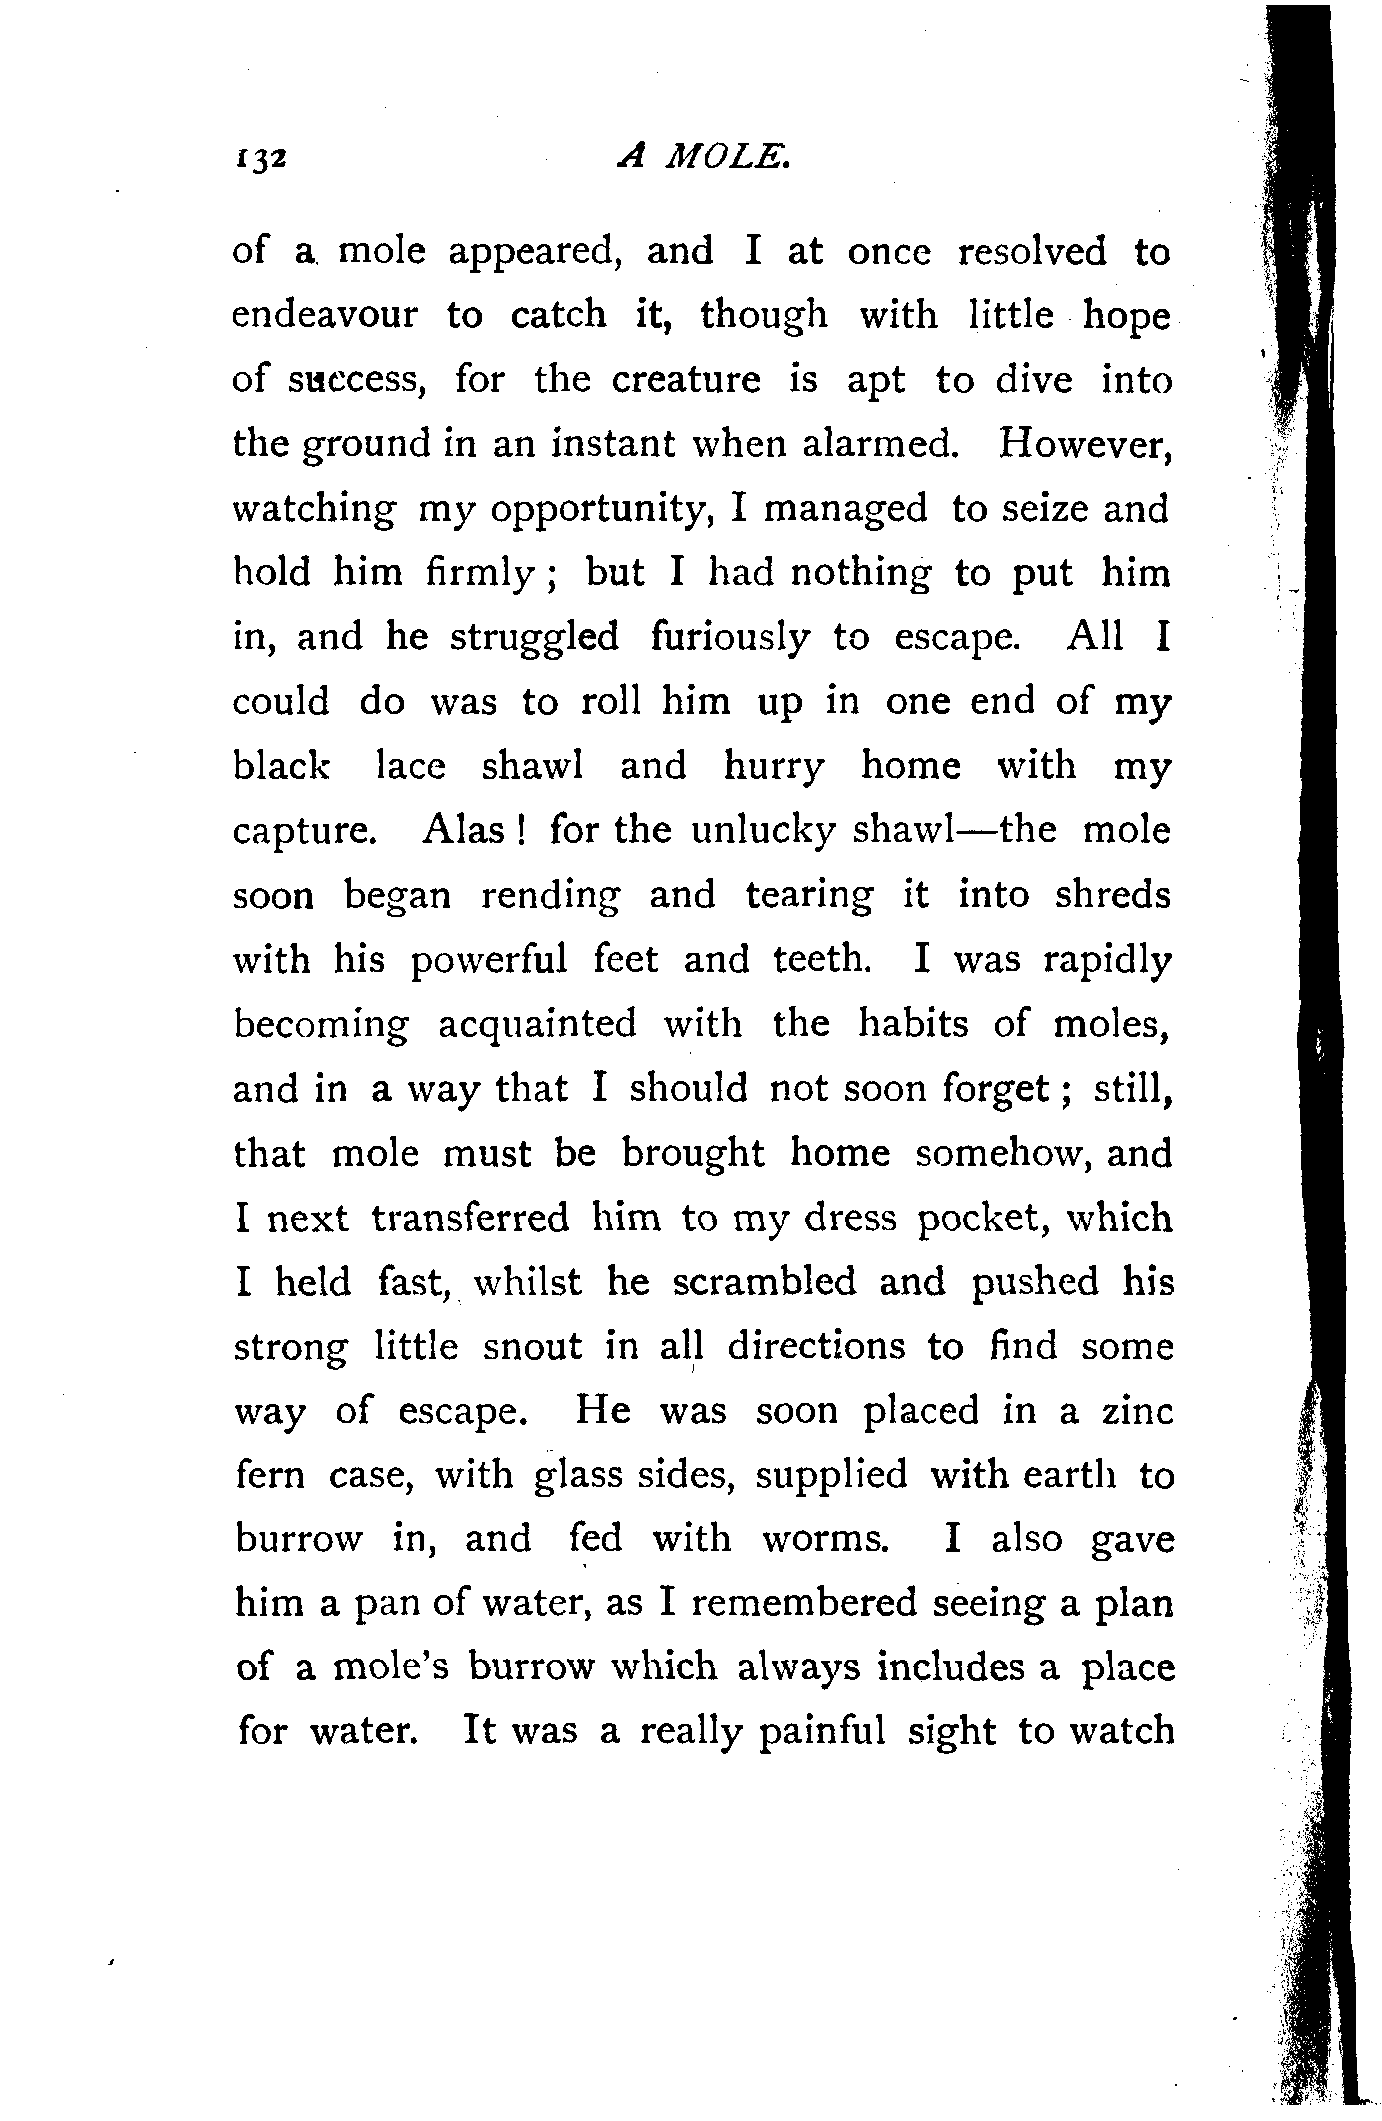 132 A MOLE.
of a mole appeared, and I at once resolved to
endeavour to catch it, though with little hope
of success, for the creature is apt to dive into
the ground in an instant when alarmed. However,
watching my opportunity, I managed to seize and
hold him firmly ; but I had nothing to put him
in, and he struggled furiously to escape. All I
could do was to roll him up in one end of my
black lace shawl and hurry home with my
capture. Alas ! for the unlucky shawl—the mole
soon began rending and tearing it into shreds
with his powerful feet and teeth. I was rapidly
becoming acquainted with the habits of moles,
and in a way that I should not soon forget ; still,
that mole must be brought home somehow, and
I next transferred him to my dress pocket, which
I held fast, whilst he scrambled and pushed his
strong little snout in all directions to find some
way of escape. He was soon placed in a zinc
fern case, with glass sides, supplied with earth to
burrow in, and fed with worms. I also gave
him a pan of water, as I remembered seeing a plan
of a mole's burrow which always includes a place
for water. It was a really painful sight to watch